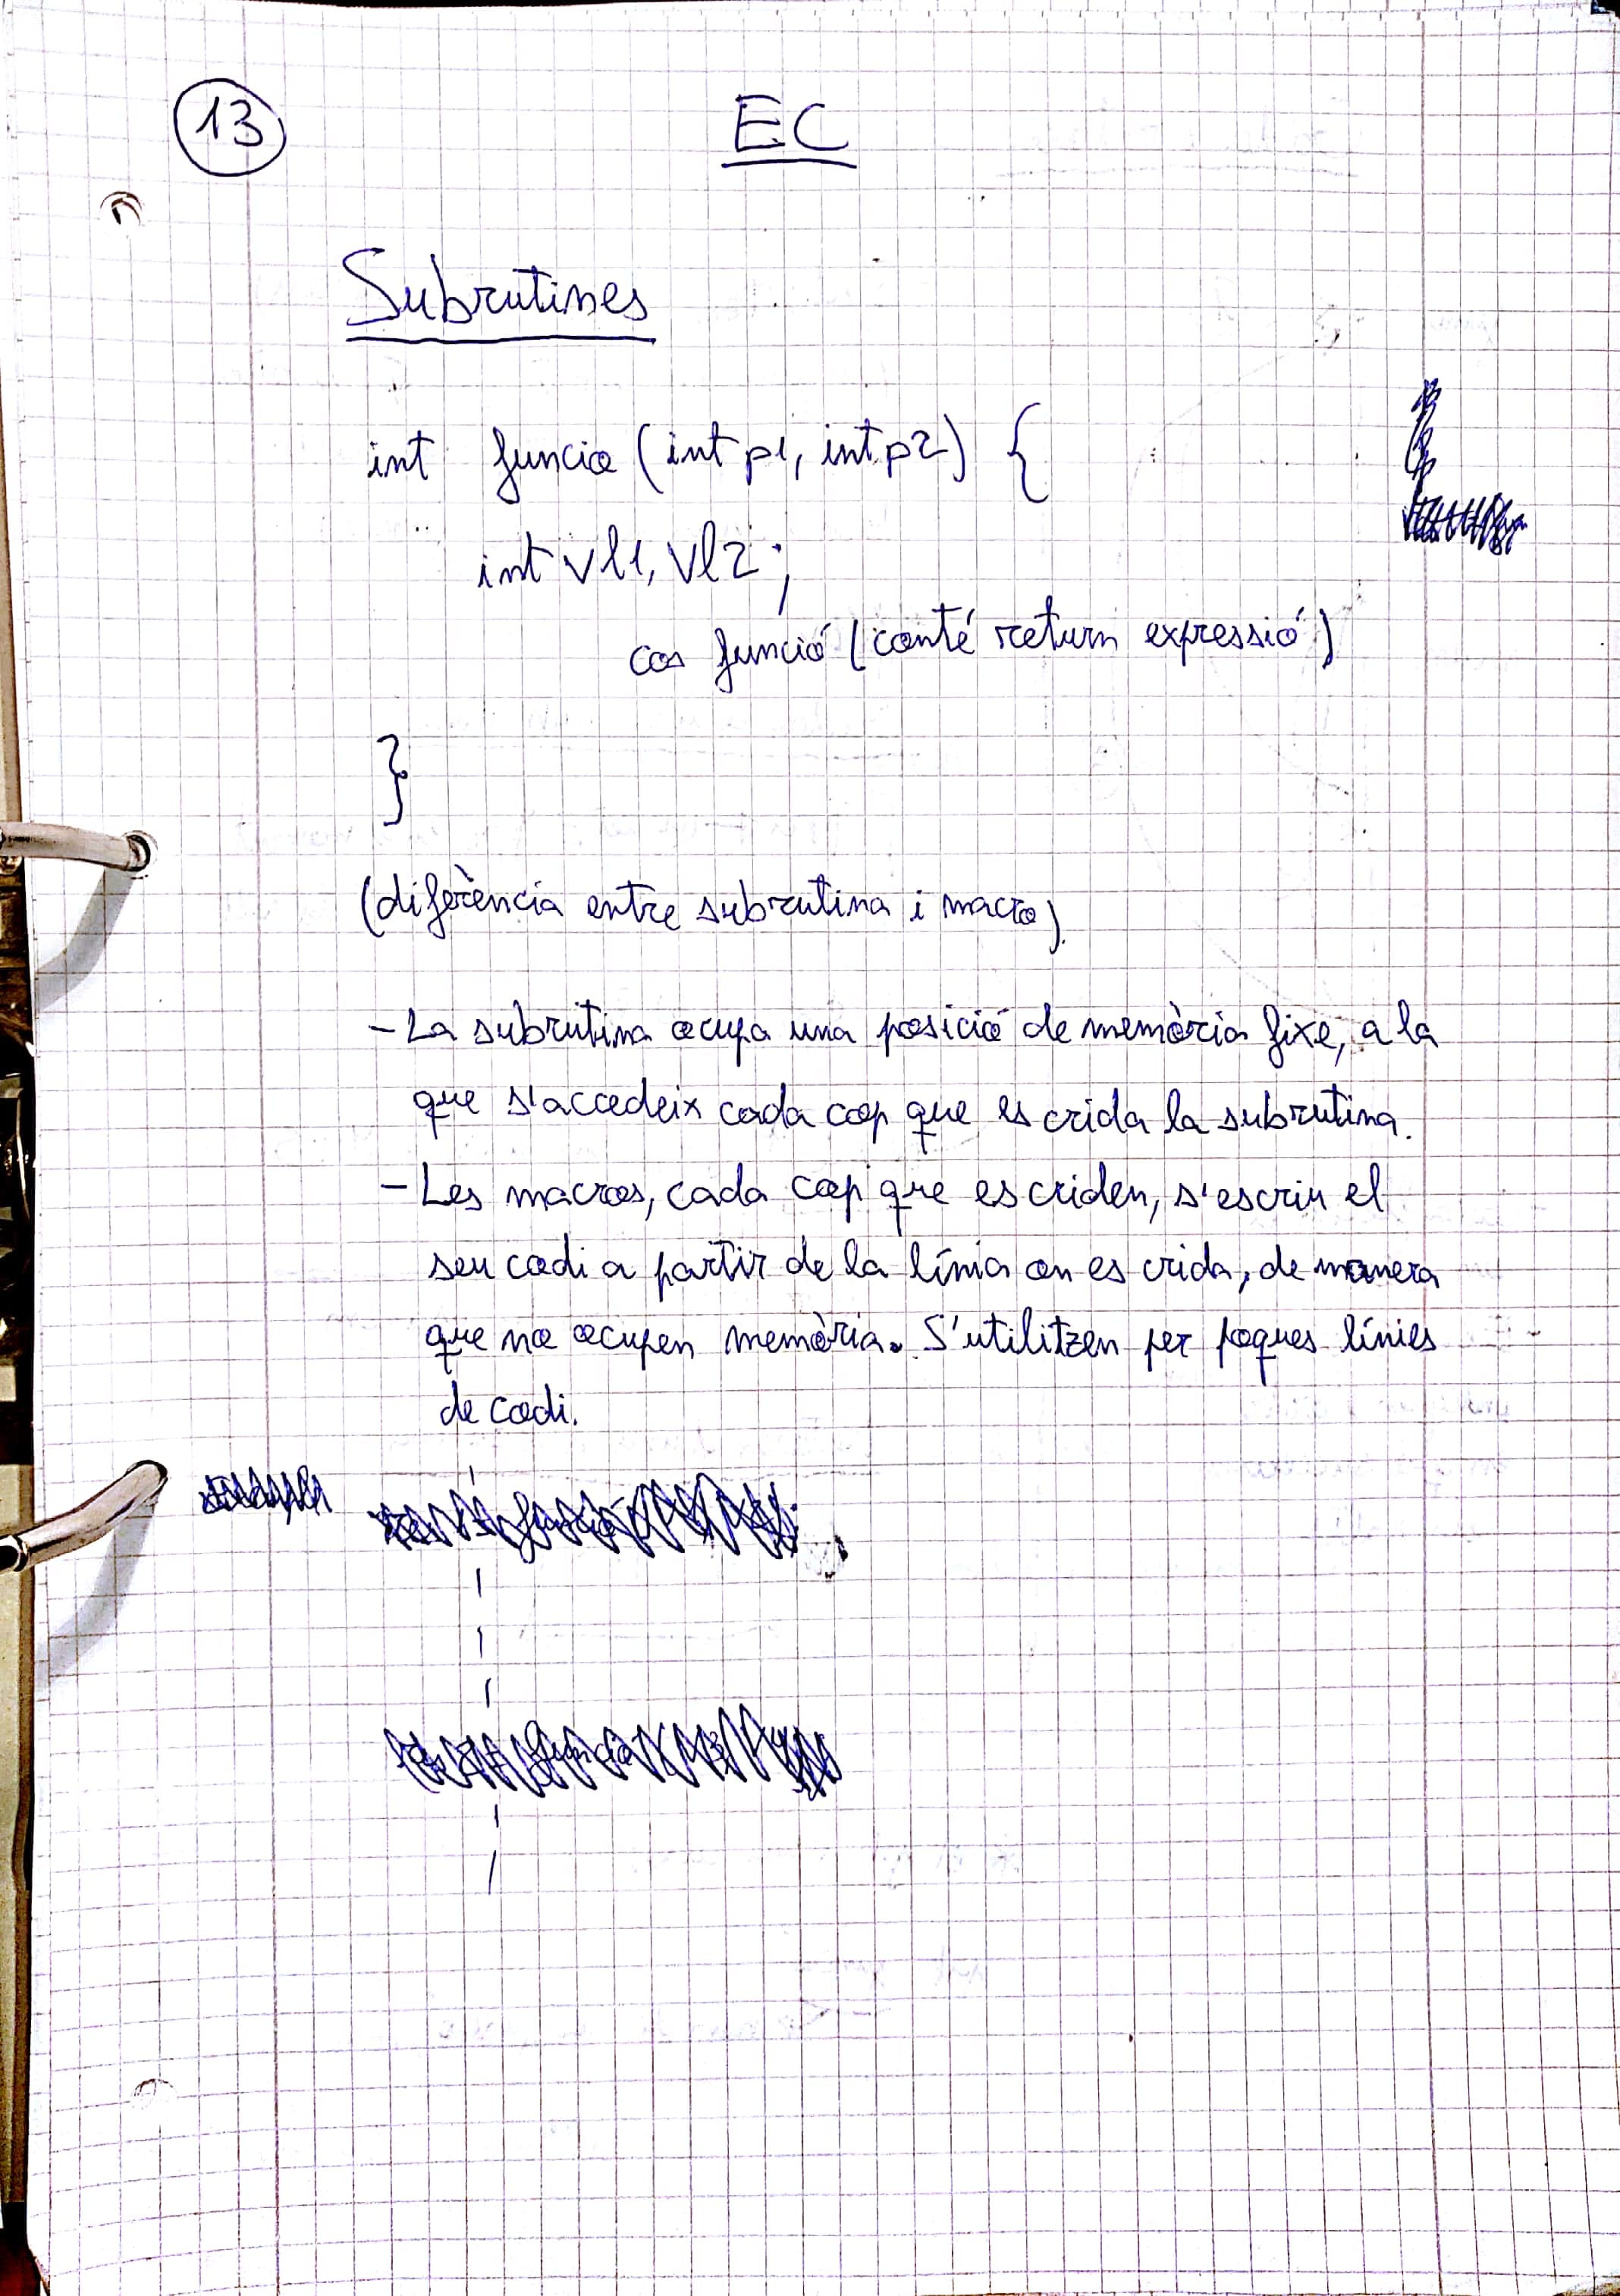 13
EC
Subrutines
int funcio (int p1, int p2) {
int vl1, vl2;
cos funció (conté return expressió)
}
(diferència entre subrutina i macro)
- La subrutina ocupa una posició de memòria fixe, a la
que s'accedeix cada cop que es crida la subrutina.
- Les macros, cada cop que es criden, s'escriu el
seu codi a partir de la línia on es crida, de manera
que no ocupen memòria. S'utilitzen per poques línies
de codi.